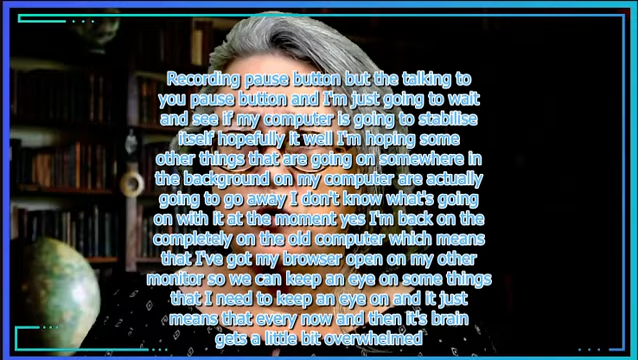 Recording pause button but the talking to
you pause button and I'm just going to wait
and see if my computer is going to stabilise
itself hopefully it well I'm hoping some
other things that are going on somewhere in
the background on my computer are actually
going to go away I don't know what's going
on with it at the moment yes I'm back on the
completely on the old computer which means
that I've got my browser open on my other
monitor so we can keep an eye on some things
that I need to keep an eye on and it just
means that every now and then it's brain
gets a little bit overwhelmed